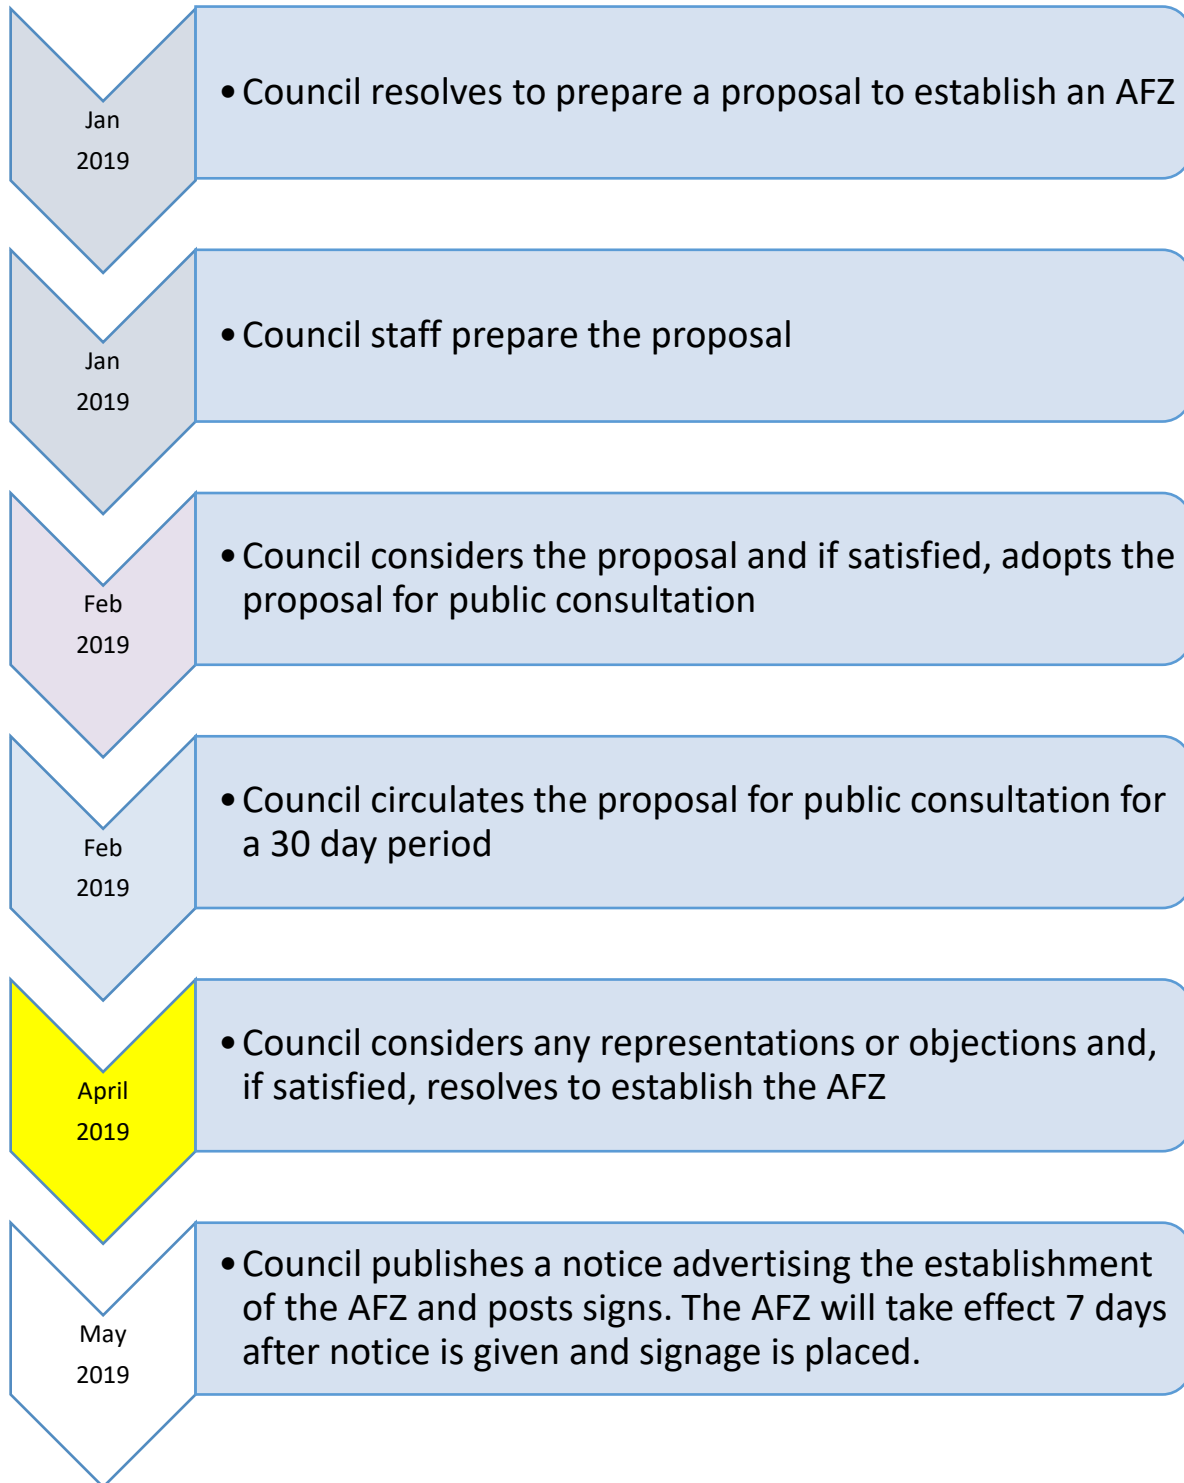 Jan
2019
• Council resolves to prepare a proposal to establish an AFZ
Jan
2019
• Council staff prepare the proposal
Feb
2019
• Council considers the proposal and if satisfied, adopts the
proposal for public consultation
Feb
2019
• Council circulates the proposal for public consultation for
a 30 day period
April
2019
• Council considers any representations or objections and,
if satisfied, resolves to establish the AFZ
May
2019
• Council publishes a notice advertising the establishment
of the AFZ and posts signs. The AFZ will take effect 7 days
after notice is given and signage is placed.